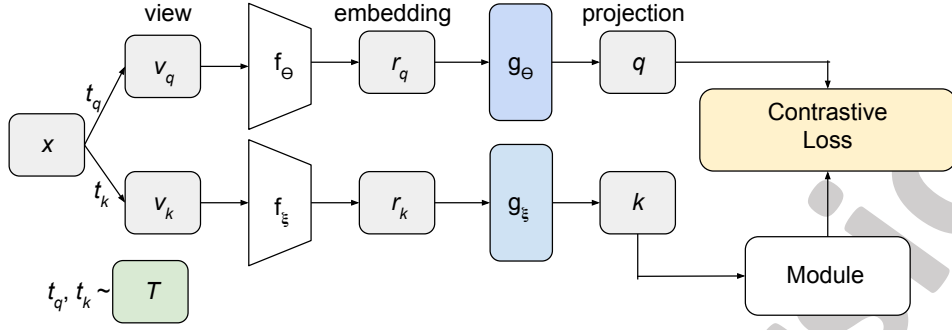 view
embedding
projection
v_q
f_Θ
r_q
g_Θ
q
t_q
Contrastive
Loss
x
t_k
v_k
f_ξ
r_k
g_ξ
k
Module
t_q, t_k ~ T